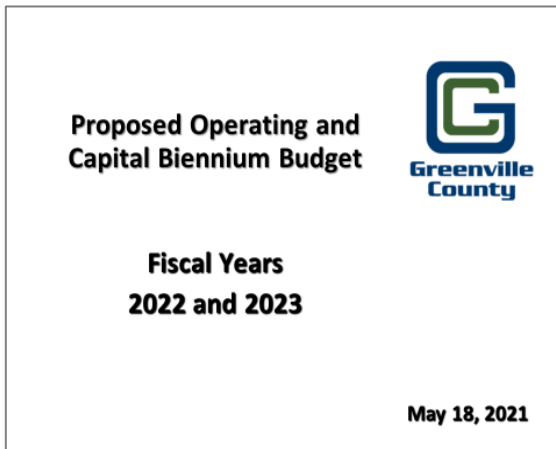 Proposed Operating and
Capital Biennium Budget
Greenville
County
Fiscal Years
2022 and 2023
May 18, 2021